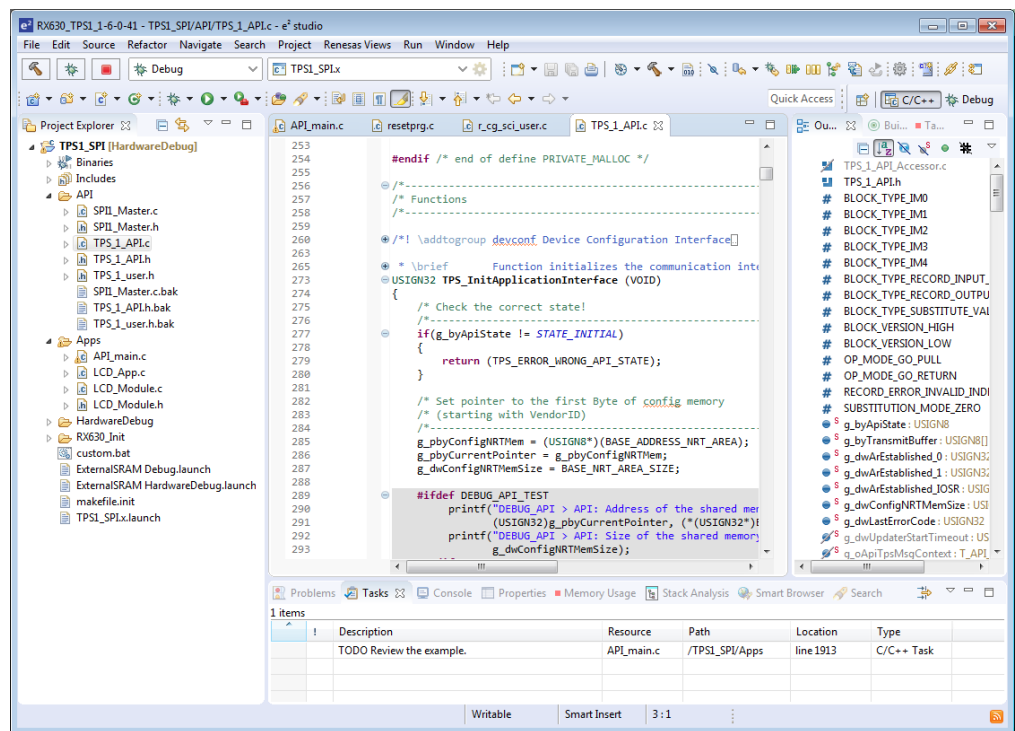 RX630_TPS1_1-6-0-41 - TPS1_SPI/API/TPS_1_API.c - e² studio
File Edit Source Refactor Navigate Search Project Renesas Views Run Window Help
Debug
TPS1_SPI.x
Quick Access
C/C++
Debug
Project Explorer
TPS1_SPI [HardwareDebug]
Binaries
Includes
API
SPI1_Master.c
SPI1_Master.h
TPS_1_API.c
TPS_1_API.h
TPS_1_user.h
SPI1_Master.c.bak
TPS_1_API.h.bak
TPS_1_user.h.bak
Apps
API_main.c
LCD_App.c
LCD_Module.c
LCD_Module.h
HardwareDebug
RX630_Init
custom.bat
ExternalSRAM Debug.launch
ExternalSRAM HardwareDebug.launch
makefile.init
TPS1_SPI.x.launch
API_main.c resetprg.c r_cg_sci_user.c TPS_1_API.c
253
254 #endif /* end of define PRIVATE_MALLOC */
255
256 /*---------------------------------------------------
257 /* Functions
258 /*---------------------------------------------------
259
260 /*! \addtogroup devconf Device Configuration Interface
263
265 * \brief Function initializes the communication inte
273 USIGN32 TPS_InitApplicationInterface (VOID)
274 {
275 /* Check the correct state!
276 /*-----------------------------------------------
277 if(g_byApiState != STATE_INITIAL)
278 {
279 return (TPS_ERROR_WRONG_API_STATE);
280 }
281
282 /* Set pointer to the first Byte of config memory
283 /* (starting with VendorID)
284 /*-----------------------------------------------
285 g_pbyConfigNRTMem = (USIGN8*)(BASE_ADDRESS_NRT_AREA);
286 g_pbyCurrentPointer = g_pbyConfigNRTMem;
287 g_dwConfigNRTMemSize = BASE_NRT_AREA_SIZE;
288
289 #ifdef DEBUG_API_TEST
290 printf("DEBUG_API > API: Address of the shared mem
291 (USIGN32)g_pbyCurrentPointer, (*(USIGN32*)
292 printf("DEBUG_API > API: Size of the shared memory
293 g_dwConfigNRTMemSize);
Ou... Bui... Ta...
TPS_1_API_Accessor.c
TPS_1_API.h
BLOCK_TYPE_IM0
BLOCK_TYPE_IM1
BLOCK_TYPE_IM2
BLOCK_TYPE_IM3
BLOCK_TYPE_IM4
BLOCK_TYPE_RECORD_INPUT_
BLOCK_TYPE_RECORD_OUTPU
BLOCK_TYPE_SUBSTITUTE_VAL
BLOCK_VERSION_HIGH
BLOCK_VERSION_LOW
OP_MODE_GO_PULL
OP_MODE_GO_RETURN
RECORD_ERROR_INVALID_INDI
SUBSTITUTION_MODE_ZERO
g_byApiState : USIGN8
g_byTransmitBuffer : USIGN8[]
g_dwArEstablished_0 : USIGN32
g_dwArEstablished_1 : USIGN32
g_dwArEstablished_IOSR : USIG
g_dwConfigNRTMemSize : USI
g_dwLastErrorCode : USIGN32
g_dwUpdaterStartTimeout : US
g_oApiTpsMsgContext : T_API_
Problems Tasks Console Properties Memory Usage Stack Analysis Smart Browser Search
1 items
! Description Resource Path Location Type
TODO Review the example. API_main.c /TPS1_SPI/Apps line 1913 C/C++ Task
Writable Smart Insert 3 : 1